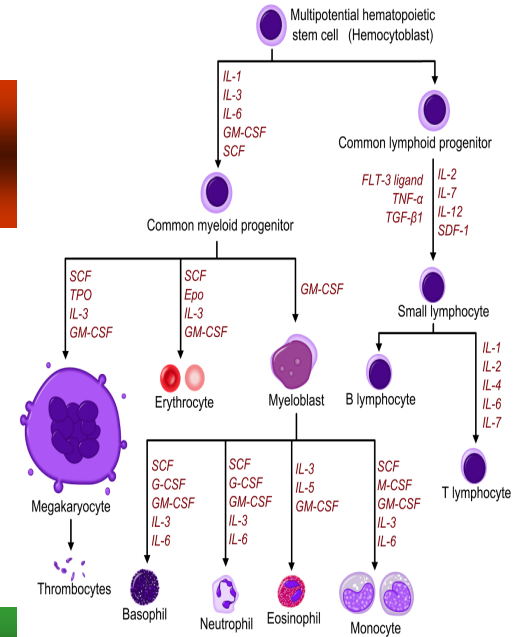 Multipotential hematopoietic
stem cell (Hemocytoblast)
IL-1
IL-3
IL-6
GM-CSF
SCF
Common lymphoid progenitor
FLT-3 ligand
TNF-α
TGF-β1
IL-2
IL-7
IL-12
SDF-1
Common myeloid progenitor
SCF
TPO
IL-3
GM-CSF
SCF
Epo
IL-3
GM-CSF
GM-CSF
Small lymphocyte
IL-1
IL-2
IL-4
IL-6
IL-7
Erythrocyte
Myeloblast
B lymphocyte
T lymphocyte
Megakaryocyte
SCF
G-CSF
GM-CSF
IL-3
IL-6
SCF
G-CSF
GM-CSF
IL-3
IL-6
IL-3
IL-5
GM-CSF
SCF
M-CSF
GM-CSF
IL-3
IL-6
Thrombocytes
Basophil
Neutrophil
Eosinophil
Monocyte